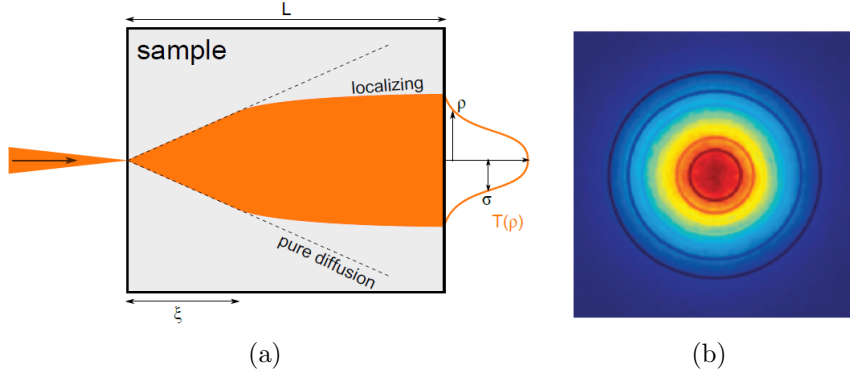 L
sample
localizing
ρ
σ
T(ρ)
pure diffusion
ξ
(a)
(b)